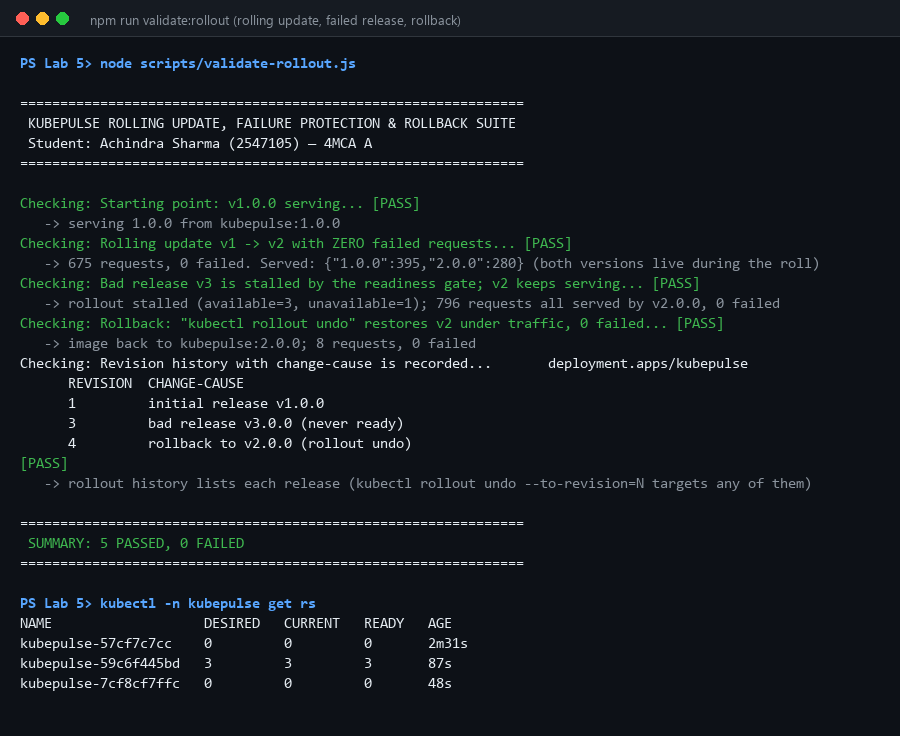 npm run validate:rollout (rolling update, failed release, rollback)
PS Lab 5> node scripts/validate-rollout.js
===============================================================
KUBEPULSE ROLLING UPDATE, FAILURE PROTECTION & ROLLBACK SUITE
Student: Achindra Sharma (2547105) — 4MCA A
===============================================================
Checking: Starting point: v1.0.0 serving... [PASS]
-> serving 1.0.0 from kubepulse:1.0.0
Checking: Rolling update v1 -> v2 with ZERO failed requests... [PASS]
-> 675 requests, 0 failed. Served: {"1.0.0":395,"2.0.0":280} (both versions live during the roll)
Checking: Bad release v3 is stalled by the readiness gate; v2 keeps serving... [PASS]
-> rollout stalled (available=3, unavailable=1); 796 requests all served by v2.0.0, 0 failed
Checking: Rollback: "kubectl rollout undo" restores v2 under traffic, 0 failed... [PASS]
-> image back to kubepulse:2.0.0; 8 requests, 0 failed
Checking: Revision history with change-cause is recorded... deployment.apps/kubepulse
REVISION CHANGE-CAUSE
1 initial release v1.0.0
3 bad release v3.0.0 (never ready)
4 rollback to v2.0.0 (rollout undo)
[PASS]
-> rollout history lists each release (kubectl rollout undo --to-revision=N targets any of them)
===============================================================
SUMMARY: 5 PASSED, 0 FAILED
===============================================================
PS Lab 5> kubectl -n kubepulse get rs
NAME DESIRED CURRENT READY AGE
kubepulse-57cf7c7cc 0 0 0 2m31s
kubepulse-59c6f445bd 3 3 3 87s
kubepulse-7cf8cf7ffc 0 0 0 48s